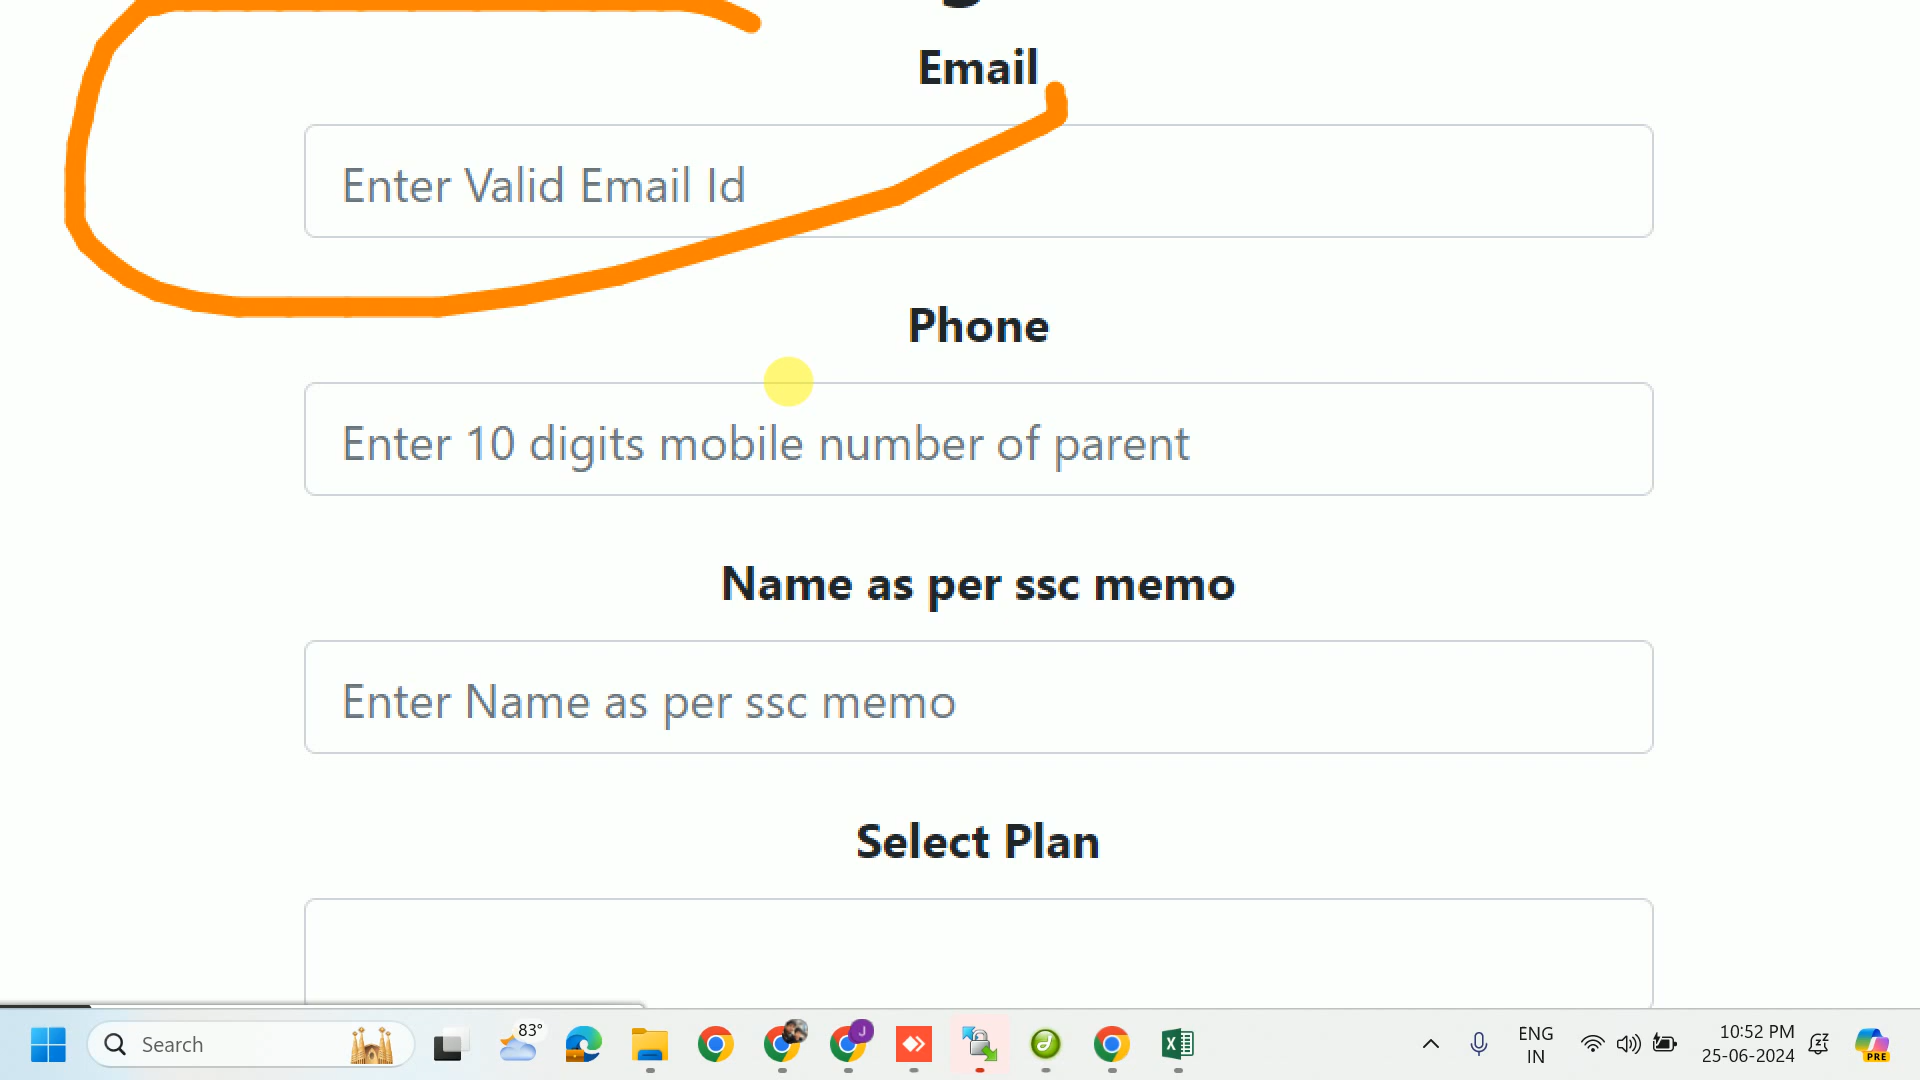 Email
Enter Valid Email Id
Phone
Enter 10 digits mobile number of parent
Name as per ssc memo
Enter Name as per ssc memo
Select Plan
Search
83°
J
ENG
IN
10:52 PM
25-06-2024
PRE